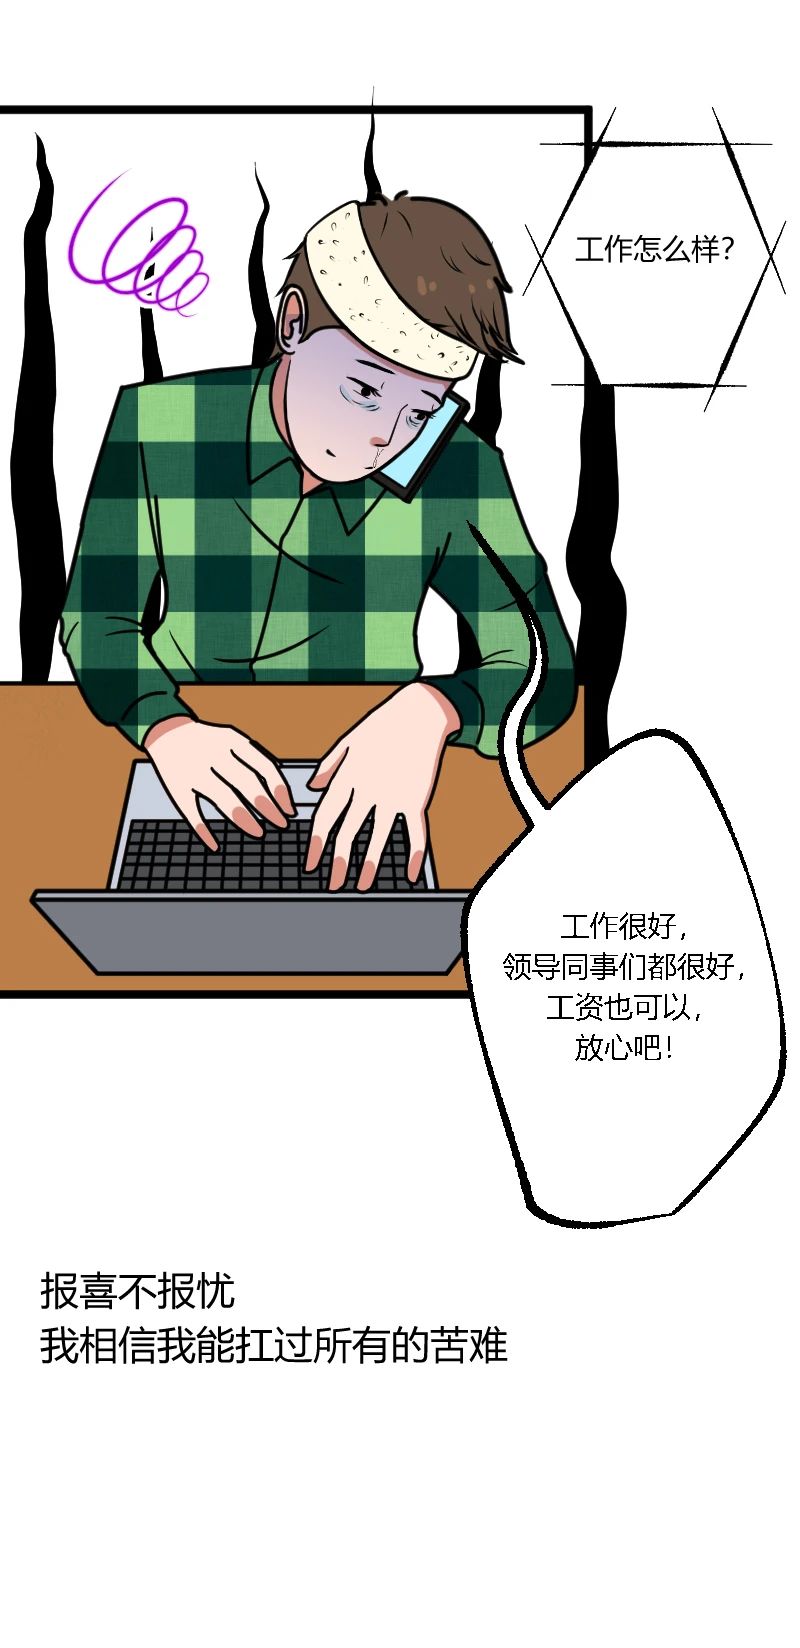 工作怎么样？
工作很好，
领导同事们都很好，
工资也可以，
放心吧！
报喜不报忧
我相信我能扛过所有的苦难